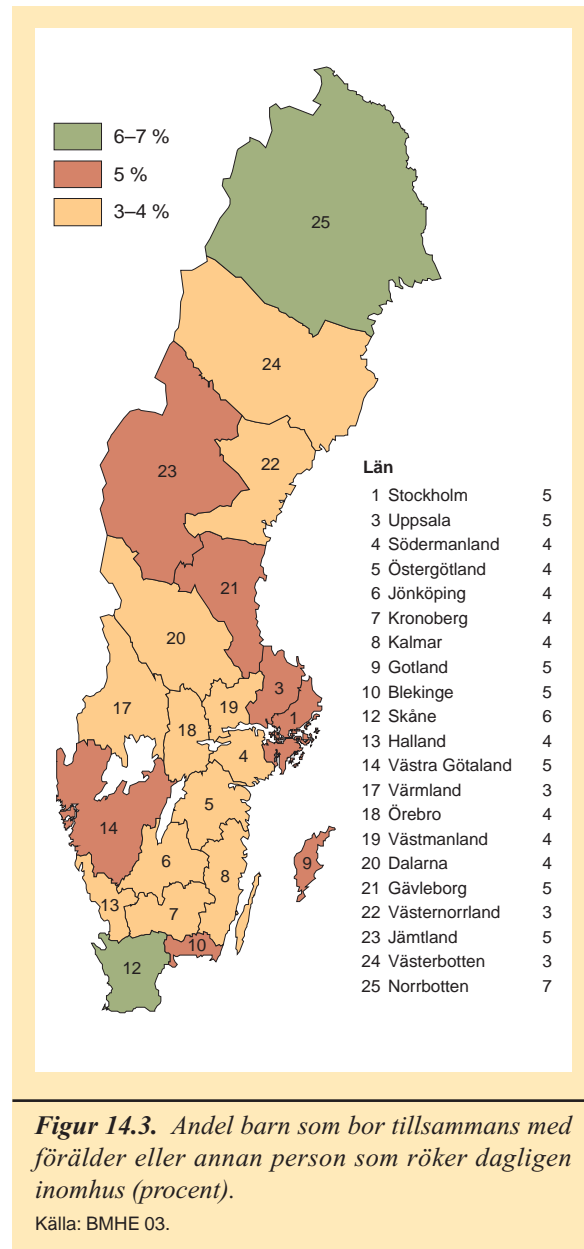 6–7 %
5 %
3–4 %
25
24
23
22
21
20
3
19
17
1
18
4
5
14
6
9
8
13
7
10
12
Län
1 Stockholm 5
3 Uppsala 5
4 Södermanland 4
5 Östergötland 4
6 Jönköping 4
7 Kronoberg 4
8 Kalmar 4
9 Gotland 5
10 Blekinge 5
12 Skåne 6
13 Halland 4
14 Västra Götaland 5
17 Värmland 3
18 Örebro 4
19 Västmanland 4
20 Dalarna 4
21 Gävleborg 5
22 Västernorrland 3
23 Jämtland 5
24 Västerbotten 3
25 Norrbotten 7
Figur 14.3. Andel barn som bor tillsammans med
förälder eller annan person som röker dagligen
inomhus (procent).
Källa: BMHE 03.